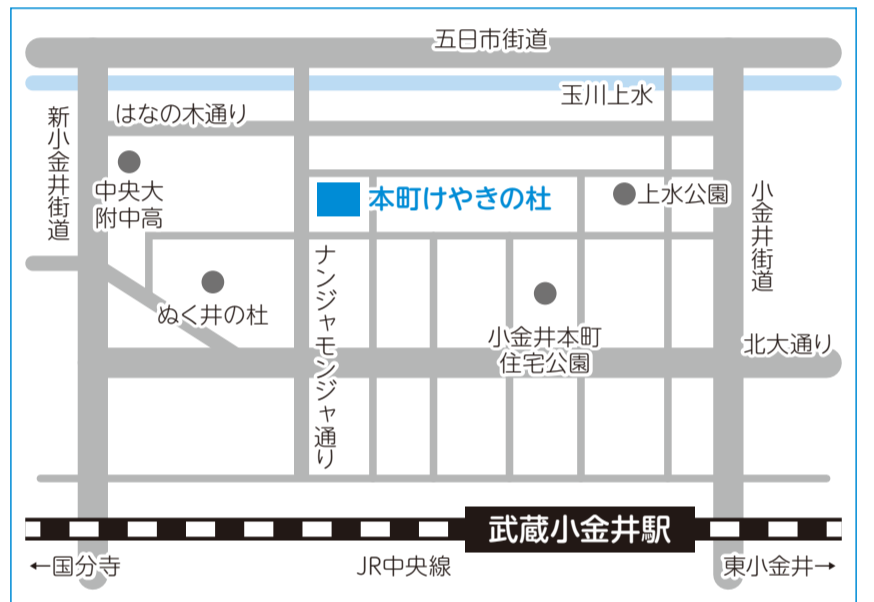 五日市街道
玉川上水
はなの木通り
新小金井街道
中央大
附中高
本町けやきの杜
上水公園
小金井街道
ナンジャモンジャ通り
ぬく井の杜
小金井本町
住宅公園
北大通り
武蔵小金井駅
←国分寺
JR中央線
東小金井→